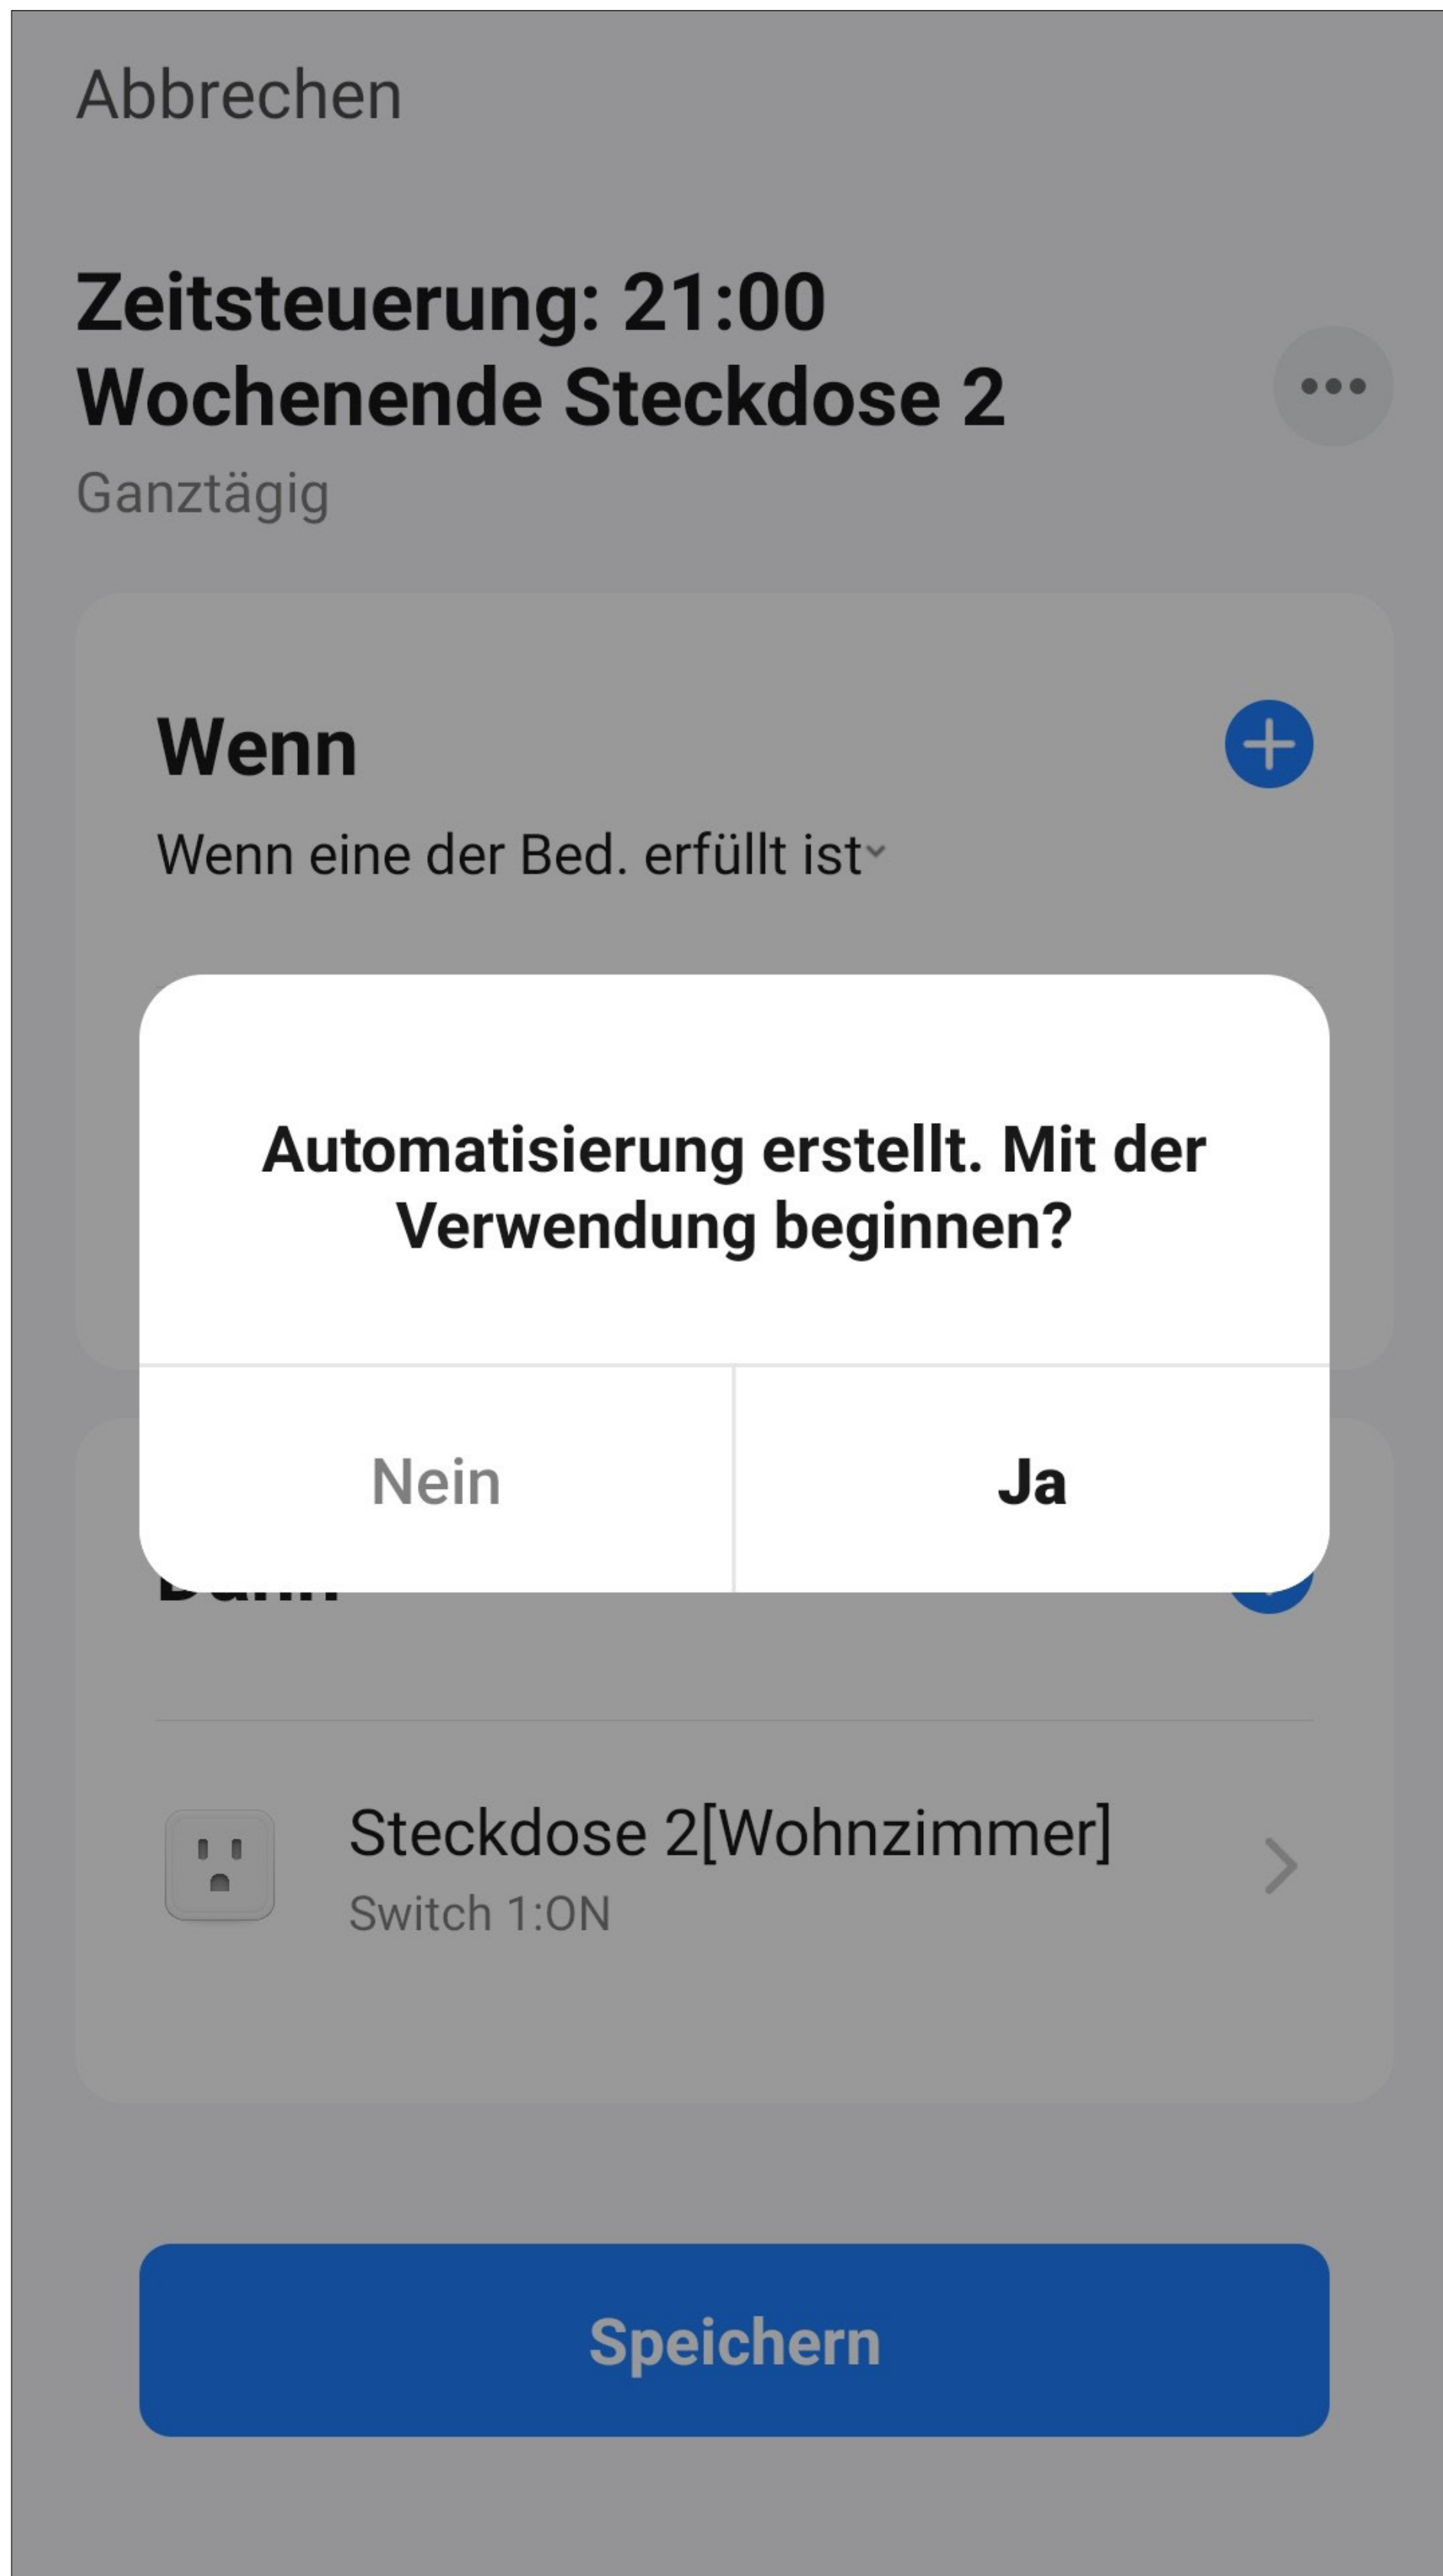 Abbrechen
Zeitsteuerung: 21:00
Wochenende Steckdose 2
Ganztägig
Wenn
Wenn eine der Bed. erfüllt ist
Automatisierung erstellt. Mit der
Verwendung beginnen?
Nein
Ja
Steckdose 2[Wohnzimmer]
Switch 1:ON
Speichern